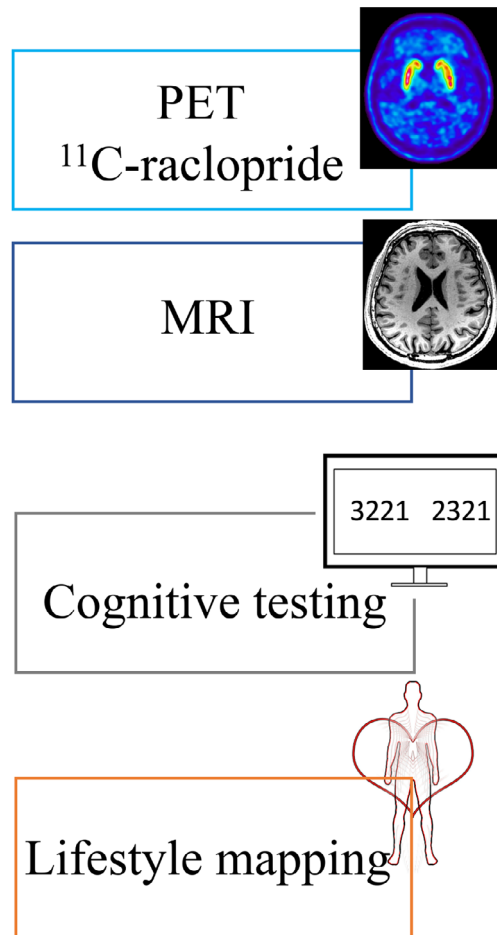 PET
¹¹C-raclopride
MRI
3221 2321
Cognitive testing
Lifestyle mapping